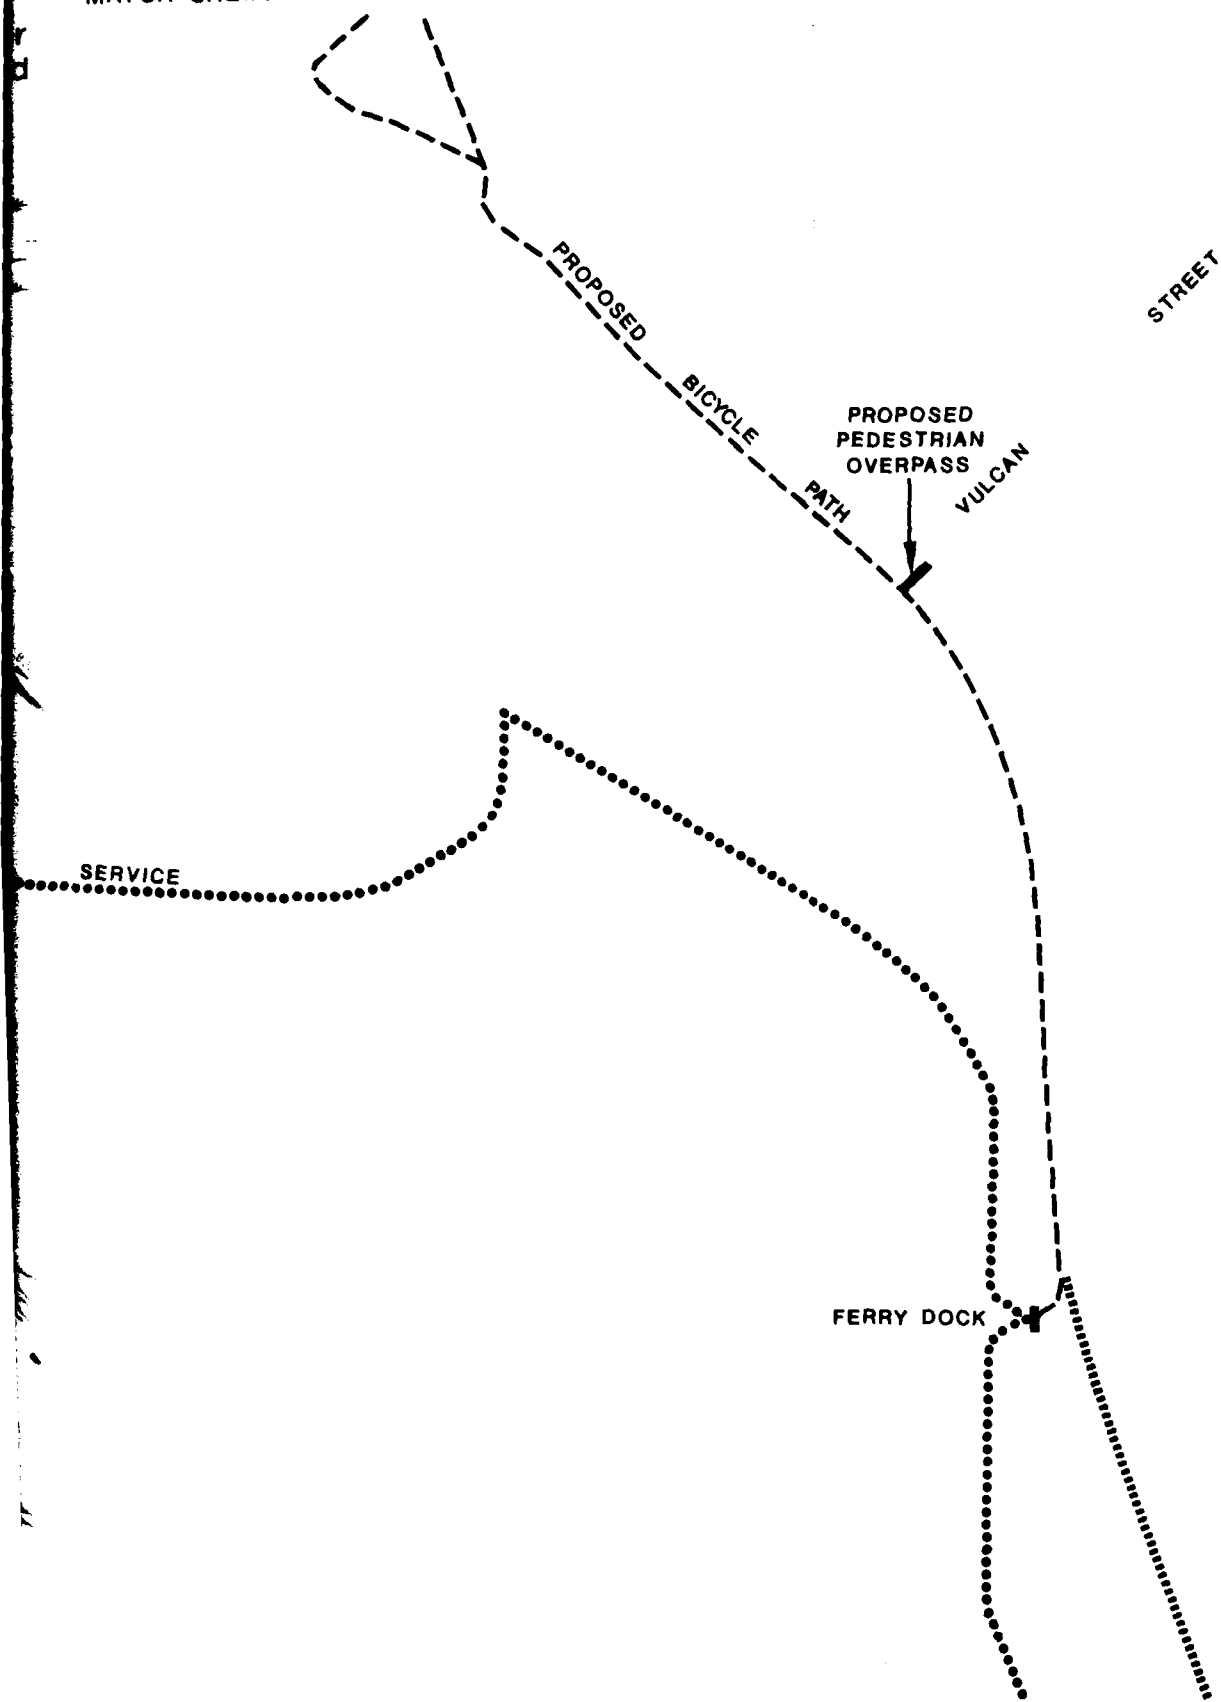 STREET
PROPOSED
BICYCLE
PATH
PROPOSED
PEDESTRIAN
OVERPASS
VULCAN
SERVICE
FERRY DOCK